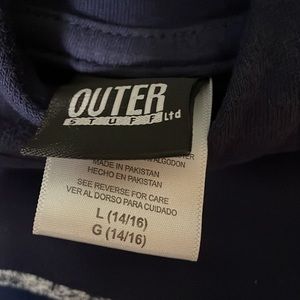 OUTER
STUFF Ltd
ALGODON
MADE IN PAKISTAN
HECHO EN PAKISTAN
SEE REVERSE FOR CARE
VER AL DORSO PARA CUIDADO
L (14/16)
G (14/16)